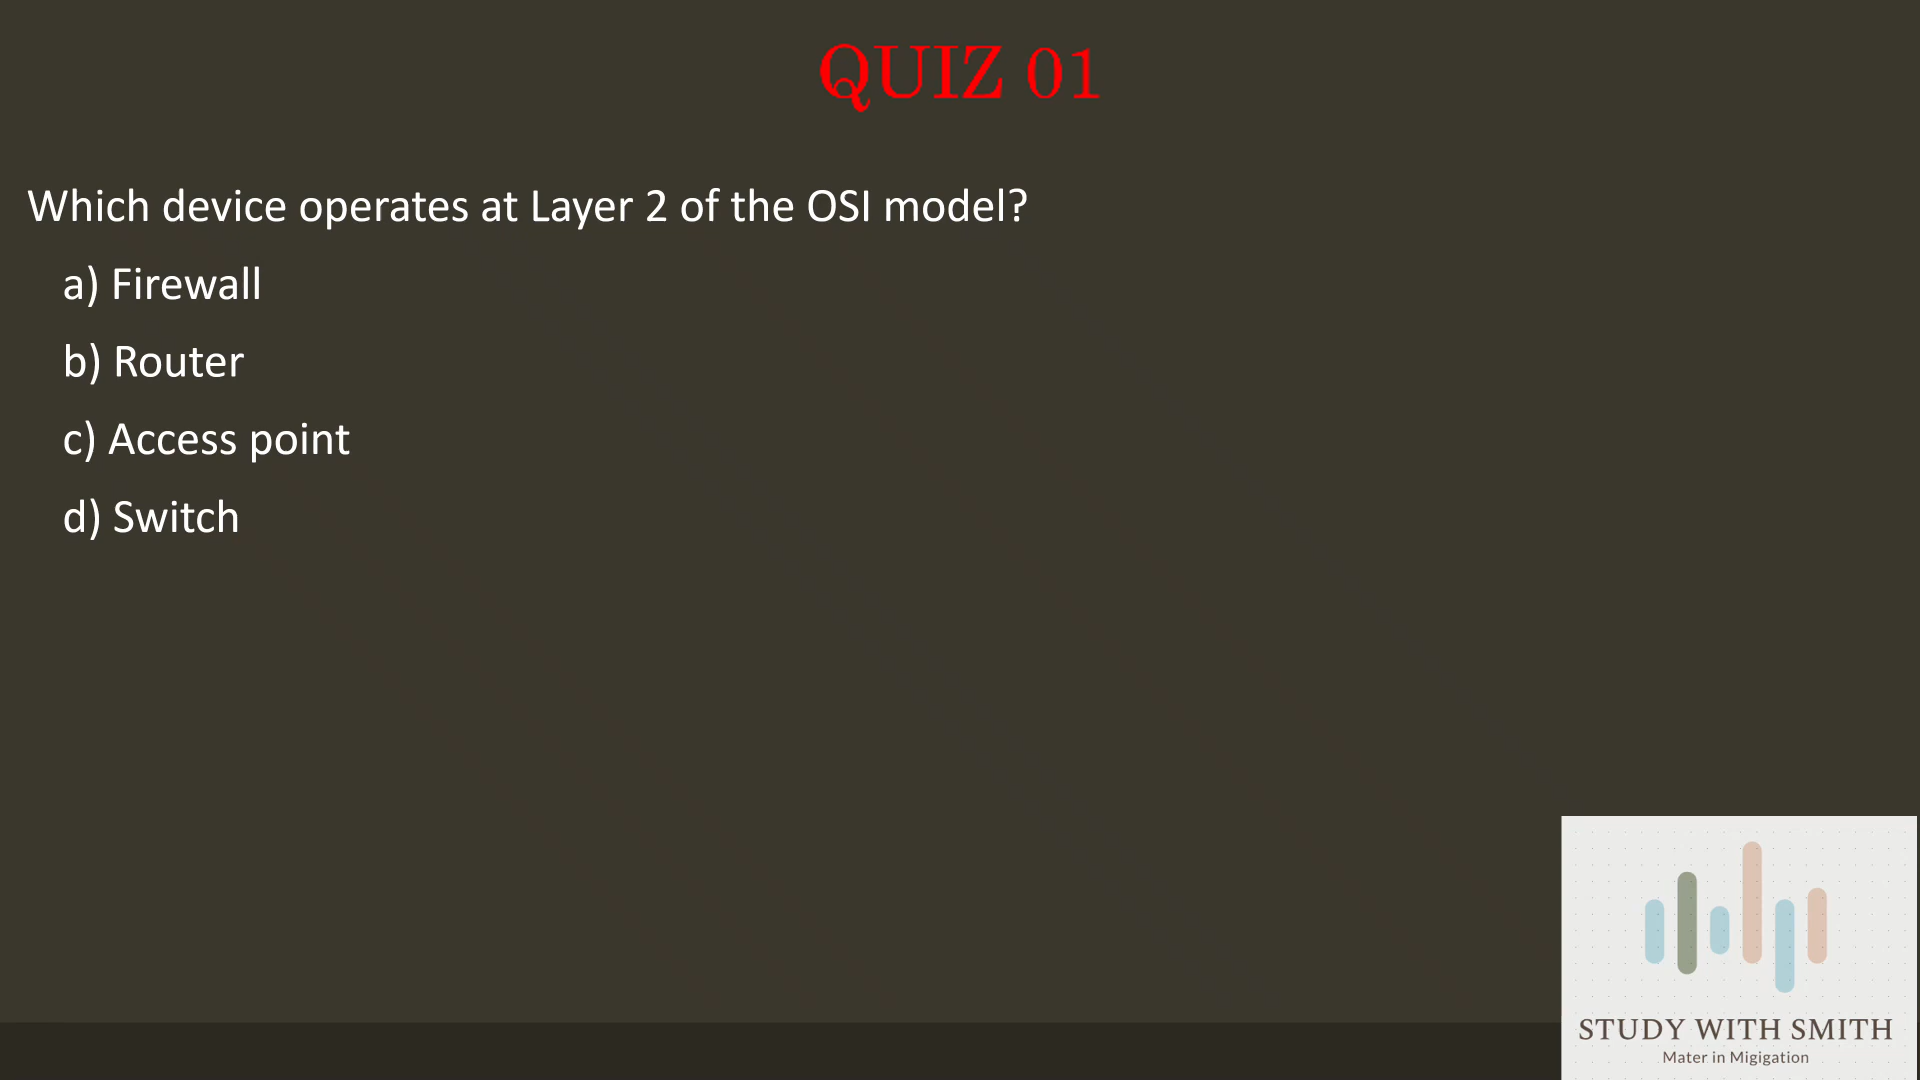 QUIZ 01
Which device operates at Layer 2 of the OSI model?
a) Firewall
b) Router
c) Access point
d) Switch
STUDY WITH SMITH
Mater in Migigation